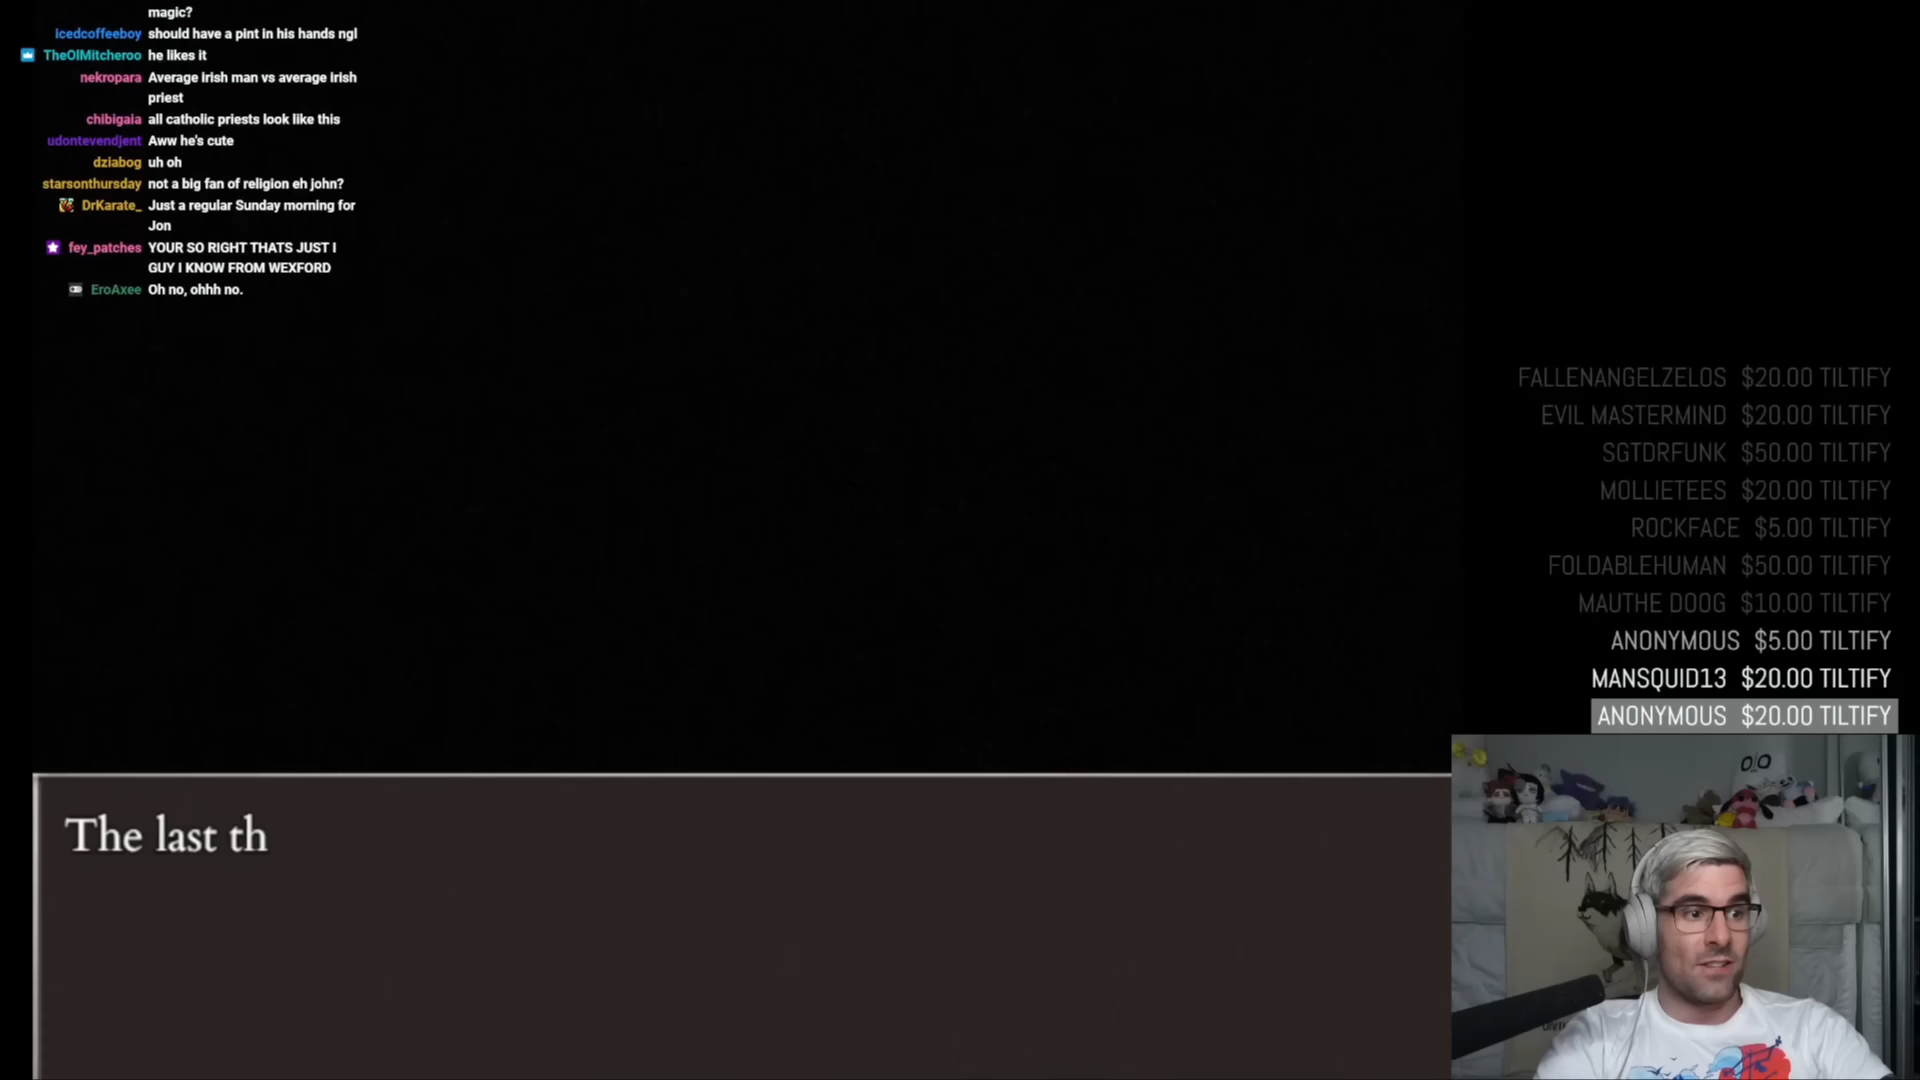 magic?
icedcoffeeboy should have a pint in his hands ngl
TheOlMitcheroo he likes it
nekropara Average irish man vs average irish
priest
chibigaia all catholic priests look like this
udontevendjent Aww he's cute
dziabog uh oh
starsonthursday not a big fan of religion eh john?
DrKarate_ Just a regular Sunday morning for
Jon
fey_patches YOUR SO RIGHT THATS JUST I
GUY I KNOW FROM WEXFORD
EroAxee Oh no, ohhh no.
FALLENANGELZELOS $20.00 TILTIFY
EVIL MASTERMIND $20.00 TILTIFY
SGTDRFUNK $50.00 TILTIFY
MOLLIETEES $20.00 TILTIFY
ROCKFACE $5.00 TILTIFY
FOLDABLEHUMAN $50.00 TILTIFY
MAUTHE DOOG $10.00 TILTIFY
ANONYMOUS $5.00 TILTIFY
MANSQUID13 $20.00 TILTIFY
ANONYMOUS $20.00 TILTIFY
The last th